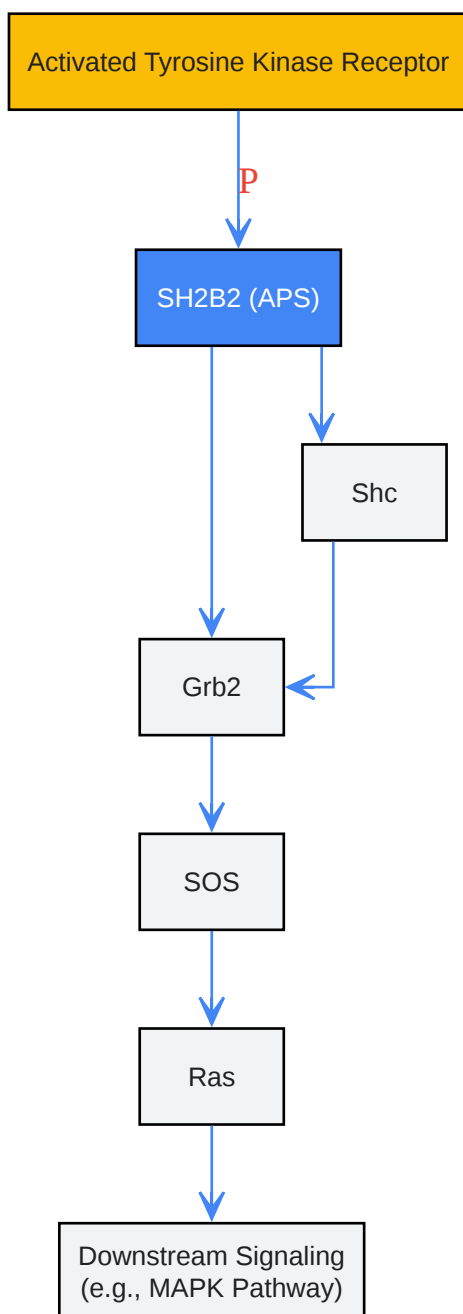 Activated Tyrosine Kinase Receptor
P
SH2B2 (APS)
Shc
Grb2
SOS
Ras
Downstream Signaling
(e.g., MAPK Pathway)